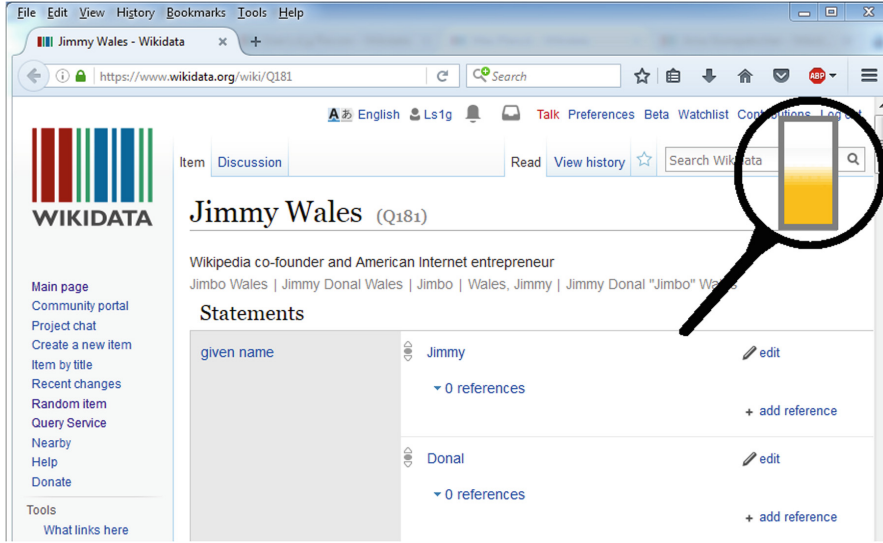 File Edit View History Bookmarks Tools Help
Jimmy Wales - Wikidata × +
https://www.wikidata.org/wiki/Q181 Search ABP
Aあ English Ls1g Talk Preferences Beta Watchlist Contributions Log out
Item Discussion Read View history Search Wikidata
WIKIDATA
Jimmy Wales (Q181)
Wikipedia co-founder and American Internet entrepreneur
Jimbo Wales | Jimmy Donal Wales | Jimbo | Wales, Jimmy | Jimmy Donal "Jimbo" Wales
Main page
Community portal
Project chat
Create a new item
Item by title
Recent changes
Random item
Query Service
Nearby
Help
Donate
Tools
What links here
Statements
given name
Jimmy edit
0 references
+ add reference
Donal edit
0 references
+ add reference